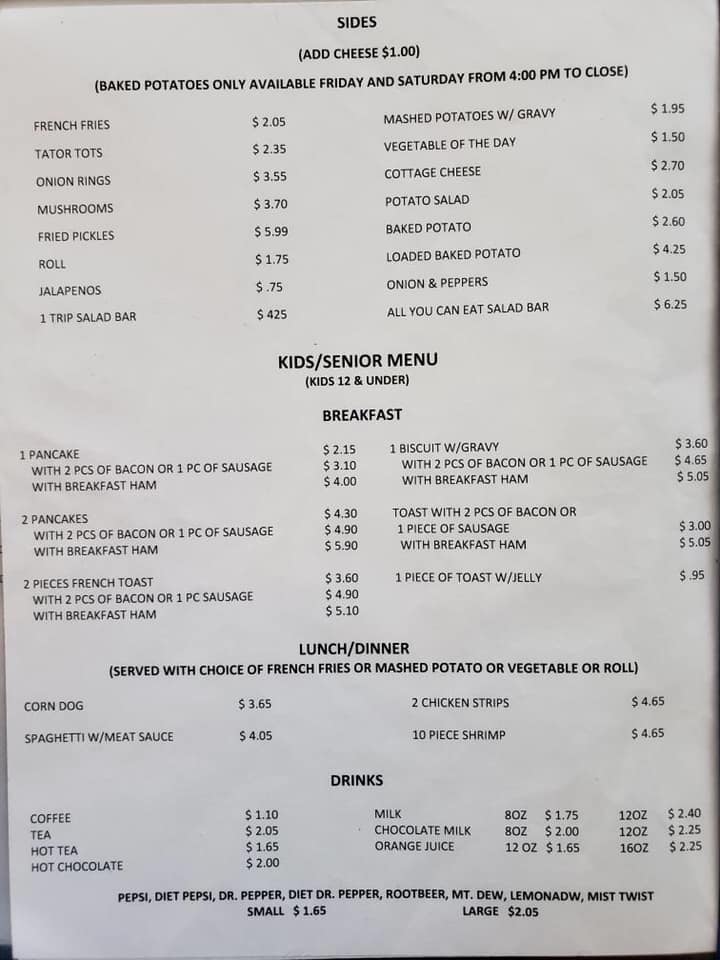 SIDES
(ADD CHEESE $1.00)
(BAKED POTATOES ONLY AVAILABLE FRIDAY AND SATURDAY FROM 4:00 PM TO CLOSE)
FRENCH FRIES $ 2.05 MASHED POTATOES W/ GRAVY $ 1.95
TATOR TOTS $ 2.35 VEGETABLE OF THE DAY $ 1.50
ONION RINGS $ 3.55 COTTAGE CHEESE $ 2.70
MUSHROOMS $ 3.70 POTATO SALAD $ 2.05
FRIED PICKLES $ 5.99 BAKED POTATO $ 2.60
ROLL $ 1.75 LOADED BAKED POTATO $ 4.25
JALAPENOS $ .75 ONION & PEPPERS $ 1.50
1 TRIP SALAD BAR $ 425 ALL YOU CAN EAT SALAD BAR $ 6.25
KIDS/SENIOR MENU
(KIDS 12 & UNDER)
BREAKFAST
1 PANCAKE $ 2.15 1 BISCUIT W/GRAVY $ 3.60
WITH 2 PCS OF BACON OR 1 PC OF SAUSAGE $ 3.10 WITH 2 PCS OF BACON OR 1 PC OF SAUSAGE $ 4.65
WITH BREAKFAST HAM $ 4.00 WITH BREAKFAST HAM $ 5.05
2 PANCAKES $ 4.30 TOAST WITH 2 PCS OF BACON OR
WITH 2 PCS OF BACON OR 1 PC OF SAUSAGE $ 4.90 1 PIECE OF SAUSAGE $ 3.00
WITH BREAKFAST HAM $ 5.90 WITH BREAKFAST HAM $ 5.05
2 PIECES FRENCH TOAST $ 3.60 1 PIECE OF TOAST W/JELLY $ .95
WITH 2 PCS OF BACON OR 1 PC SAUSAGE $ 4.90
WITH BREAKFAST HAM $ 5.10
LUNCH/DINNER
(SERVED WITH CHOICE OF FRENCH FRIES OR MASHED POTATO OR VEGETABLE OR ROLL)
CORN DOG $ 3.65 2 CHICKEN STRIPS $ 4.65
SPAGHETTI W/MEAT SAUCE $ 4.05 10 PIECE SHRIMP $ 4.65
DRINKS
COFFEE $ 1.10 MILK 8OZ $ 1.75 12OZ $ 2.40
TEA $ 2.05 CHOCOLATE MILK 8OZ $ 2.00 12OZ $ 2.25
HOT TEA $ 1.65 ORANGE JUICE 12 OZ $ 1.65 16OZ $ 2.25
HOT CHOCOLATE $ 2.00
PEPSI, DIET PEPSI, DR. PEPPER, DIET DR. PEPPER, ROOTBEER, MT. DEW, LEMONADW, MIST TWIST
SMALL $ 1.65 LARGE $2.05